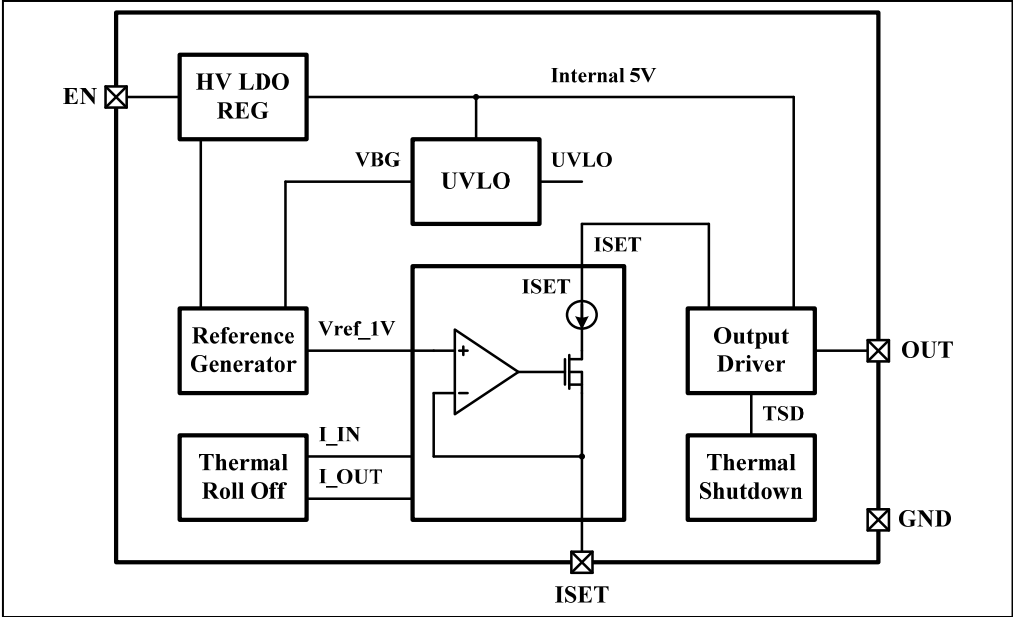 EN
HV LDO
REG
Internal 5V
VBG
UVLO
UVLO
ISET
ISET
Reference
Generator
Vref_1V
+
−
Output
Driver
OUT
TSD
Thermal
Roll Off
I_IN
I_OUT
Thermal
Shutdown
GND
ISET